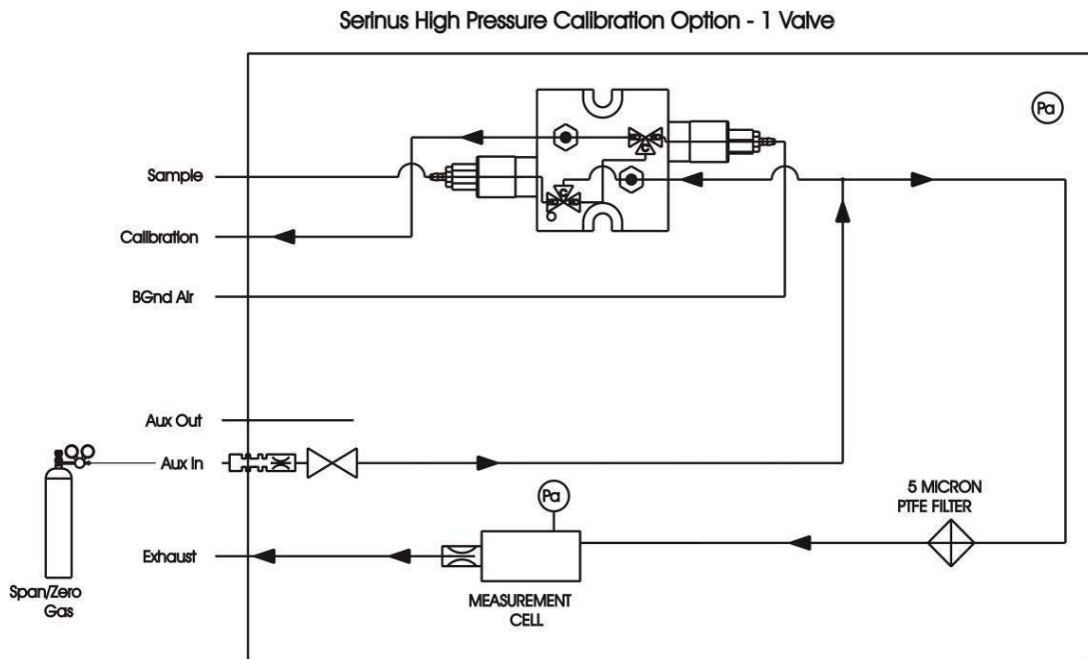 Serinus High Pressure Calibration Option - 1 Valve
Pa
Sample
C
C
Calibration
BGnd Air
Aux Out
Aux In
Pa
5 MICRON
PTFE FILTER
Exhaust
Span/Zero
Gas
MEASUREMENT
CELL